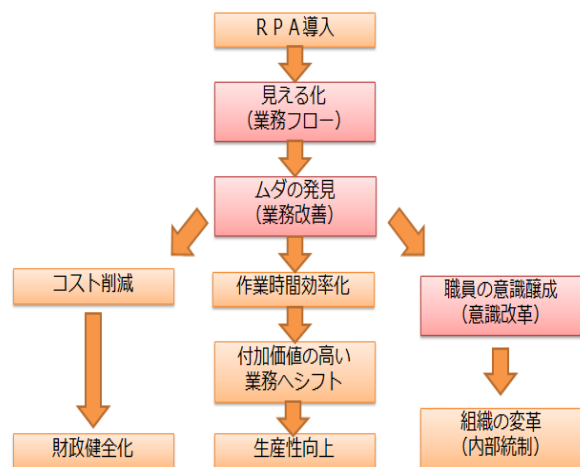 ＲＰＡ導入
見える化
（業務フロー）
ムダの発見
（業務改善）
コスト削減
作業時間効率化
職員の意識醸成
（意識改革）
付加価値の高い
業務へシフト
財政健全化
生産性向上
組織の変革
（内部統制）